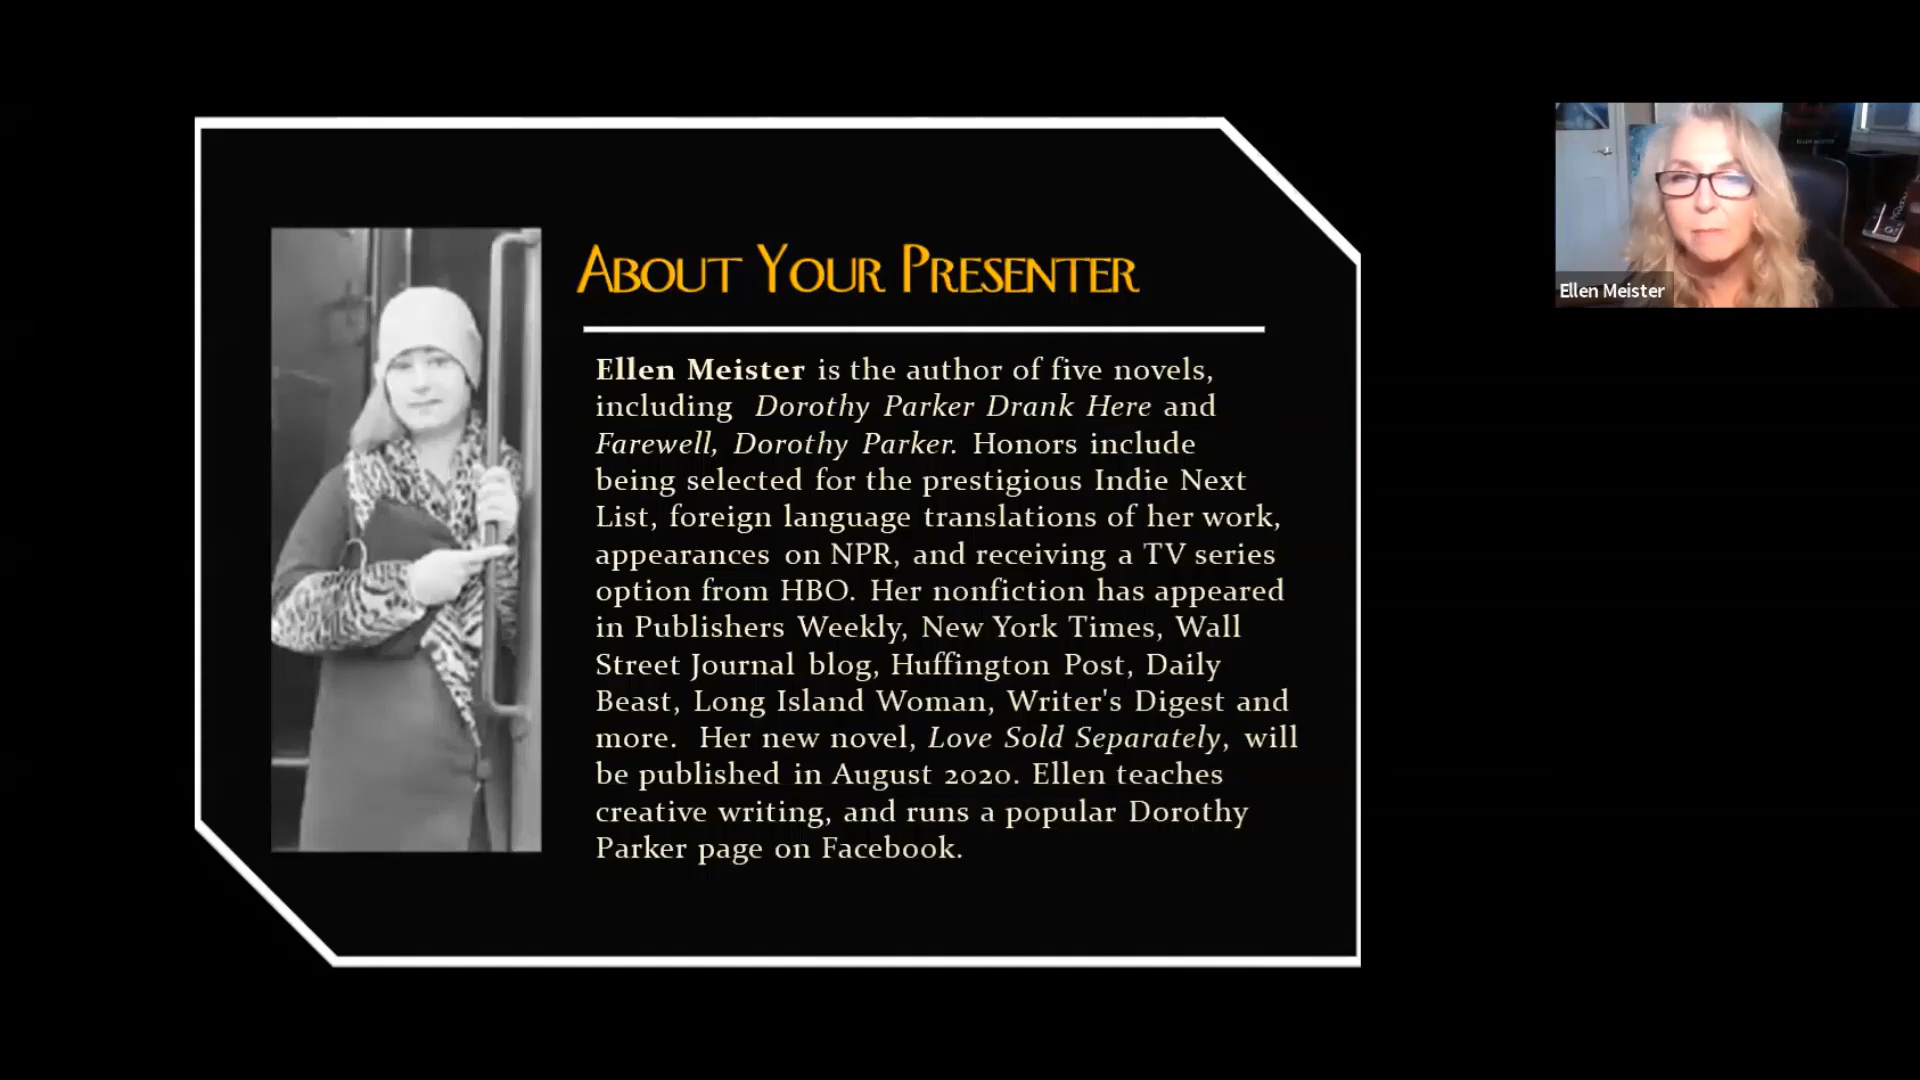 About Your Presenter
Ellen Meister is the author of five novels,
including Dorothy Parker Drank Here and
Farewell, Dorothy Parker. Honors include
being selected for the prestigious Indie Next
List, foreign language translations of her work,
appearances on NPR, and receiving a TV series
option from HBO. Her nonfiction has appeared
in Publishers Weekly, New York Times, Wall
Street Journal blog, Huffington Post, Daily
Beast, Long Island Woman, Writer's Digest and
more. Her new novel, Love Sold Separately, will
be published in August 2020. Ellen teaches
creative writing, and runs a popular Dorothy
Parker page on Facebook.
ELLEN MEISTER
Ellen Meister